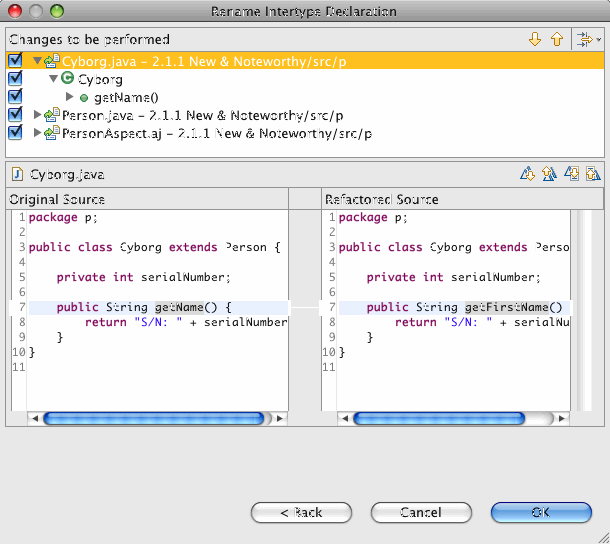 Rename Intertype Declaration
Changes to be performed
Cyborg.java – 2.1.1 New & Noteworthy/src/p
Cyborg
getName()
Person.java – 2.1.1 New & Noteworthy/src/p
PersonAspect.aj – 2.1.1 New & Noteworthy/src/p
Cyborg.java
Original Source
Refactored Source
1 package p;
2
3 public class Cyborg extends Person {
4
5 private int serialNumber;
6
7 public String getName() {
8 return "S/N: " + serialNumber
9 }
10 }
11
1 package p;
2
3 public class Cyborg extends Perso
4
5 private int serialNumber;
6
7 public String getFirstName()
8 return "S/N: " + serialNu
9 }
10 }
11
< Back
Cancel
OK